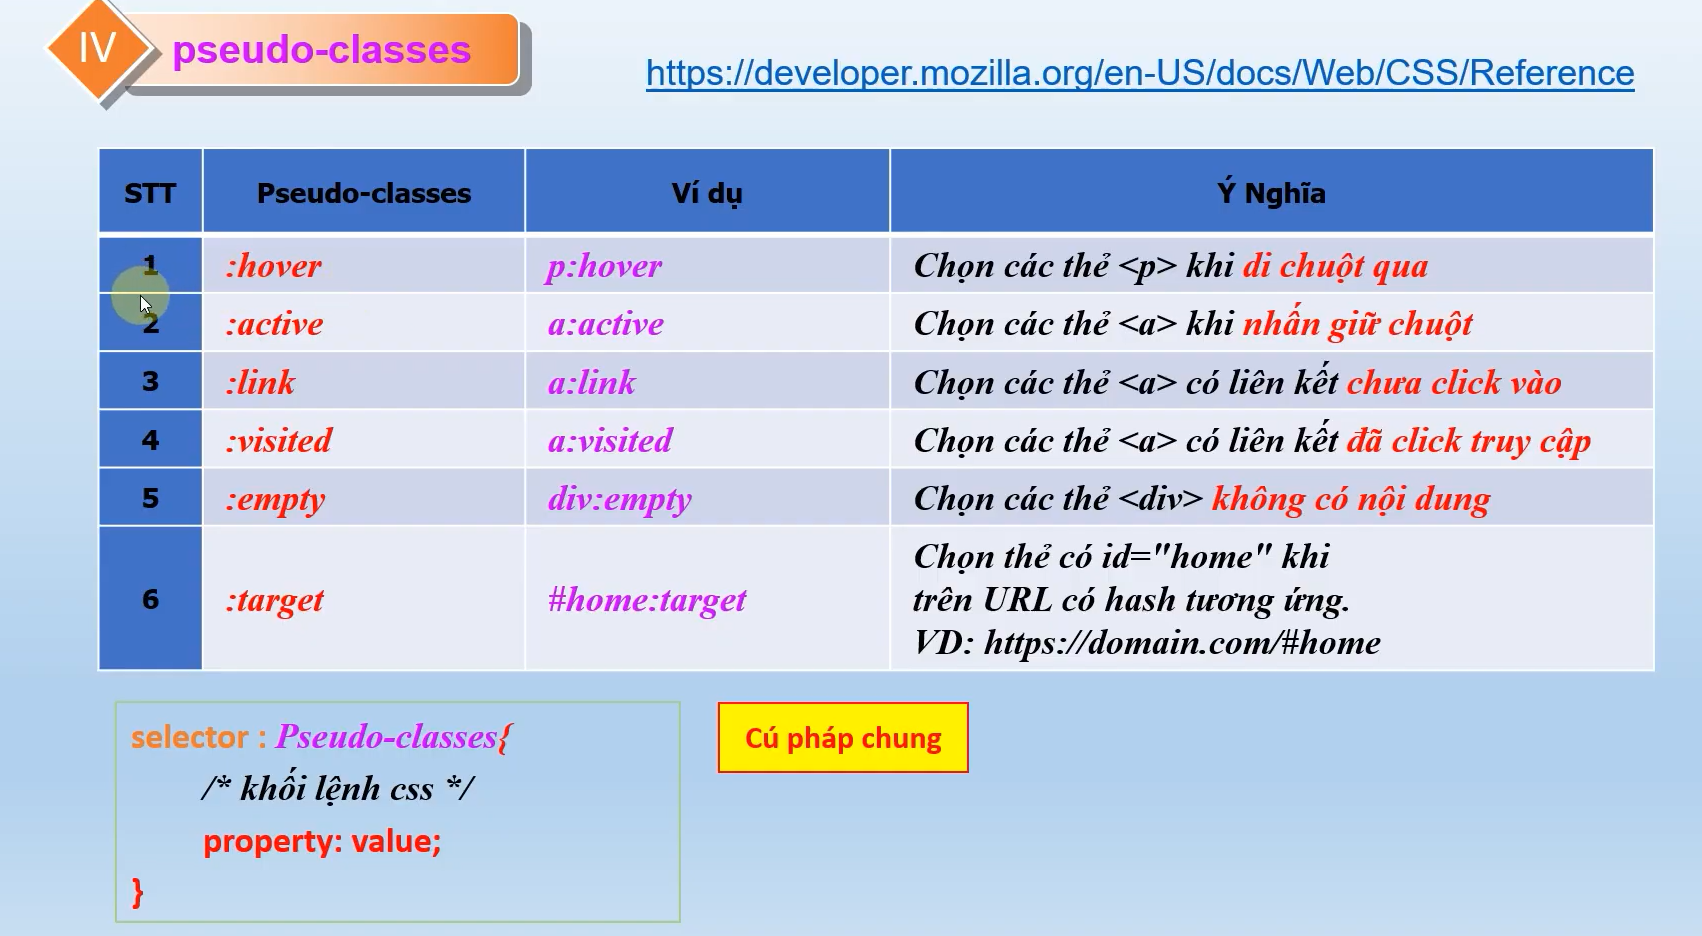 IV
pseudo-classes
https://developer.mozilla.org/en-US/docs/Web/CSS/Reference
STT Pseudo-classes Ví dụ Ý Nghĩa
1 :hover p:hover Chọn các thẻ <p> khi di chuột qua
2 :active a:active Chọn các thẻ <a> khi nhấn giữ chuột
3 :link a:link Chọn các thẻ <a> có liên kết chưa click vào
4 :visited a:visited Chọn các thẻ <a> có liên kết đã click truy cập
5 :empty div:empty Chọn các thẻ <div> không có nội dung
6 :target #home:target Chọn thẻ có id="home" khi
trên URL có hash tương ứng.
VD: https://domain.com/#home
selector : Pseudo-classes{
/* khối lệnh css */
property: value;
}
Cú pháp chung